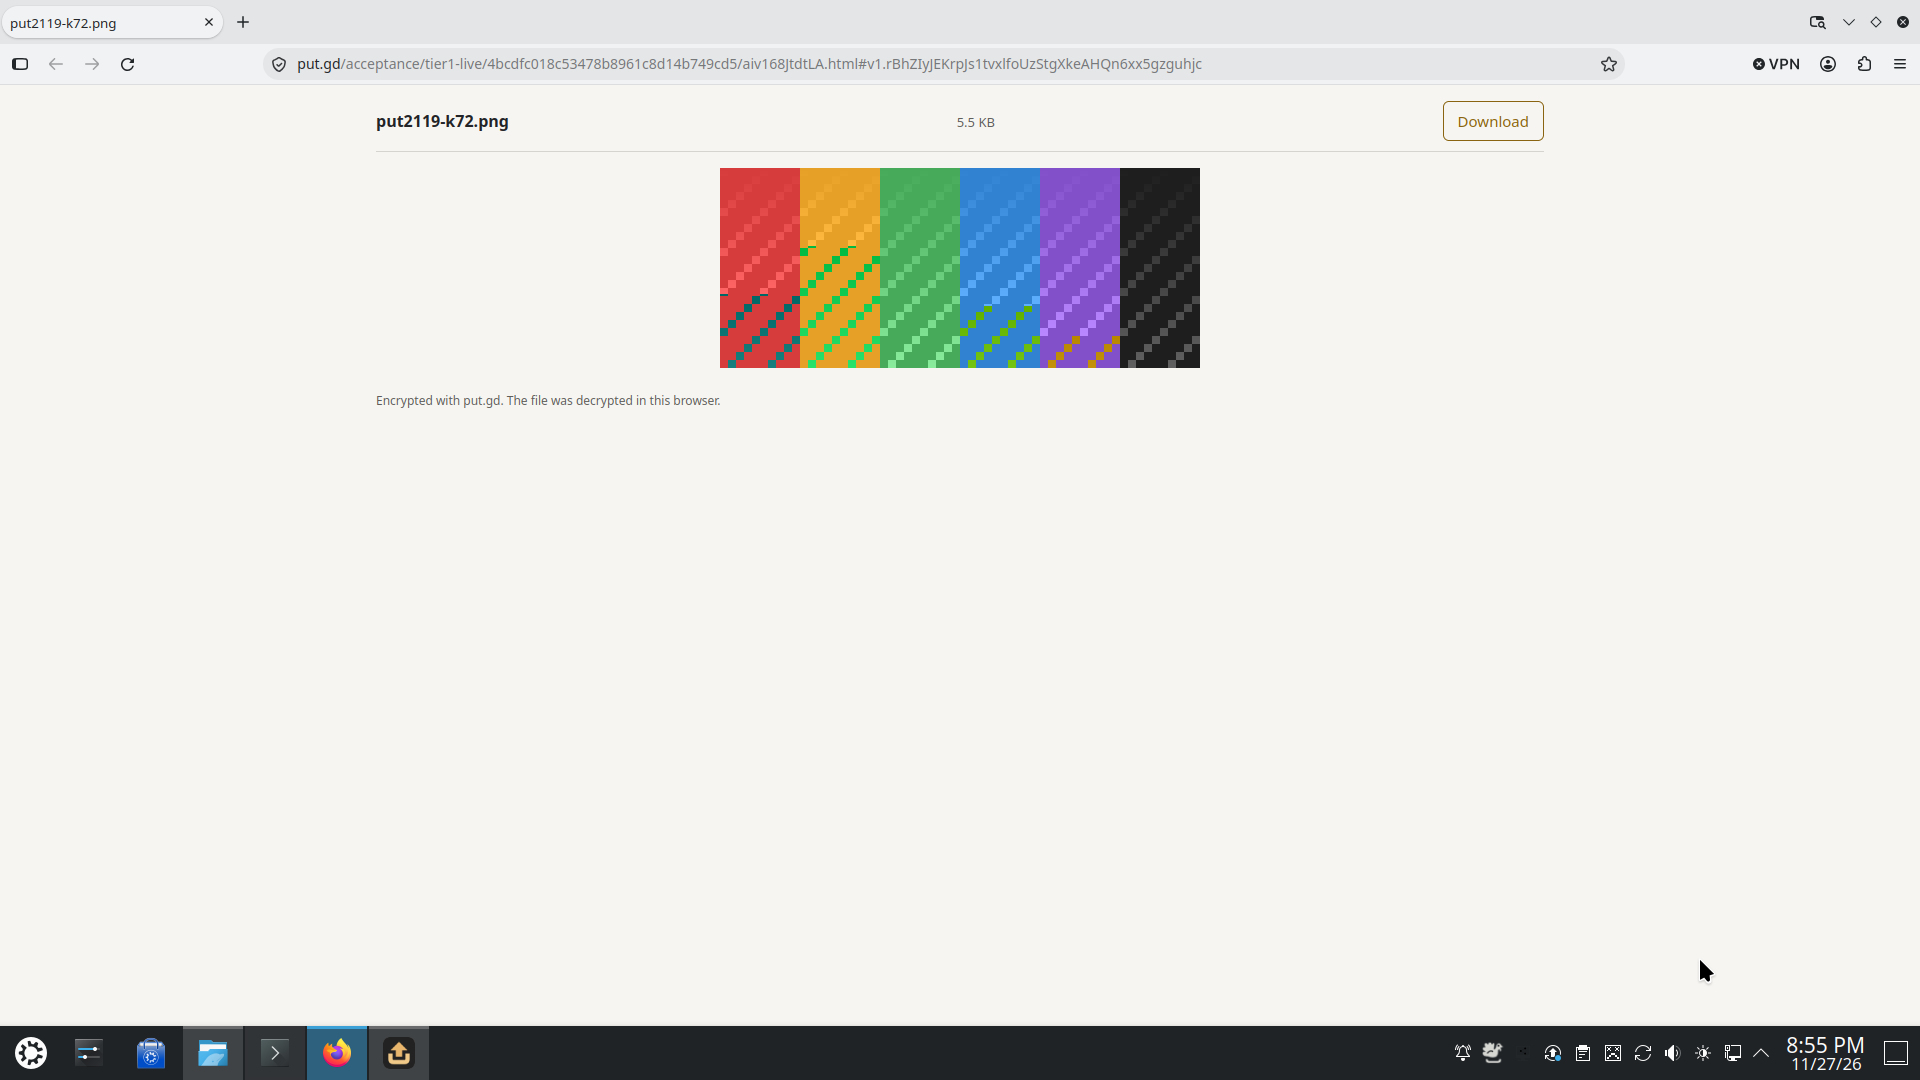 put2119-k72.png
put.gd/acceptance/tier1-live/4bcdfc018c53478b8961c8d14b749cd5/aiv168JtdtLA.html#v1.rBhZIyJEKrpJs1tvxlfoUzStgXkeAHQn6xx5gzguhjc
VPN
put2119-k72.png
5.5 KB
Download
Encrypted with put.gd. The file was decrypted in this browser.
8:55 PM
11/27/26